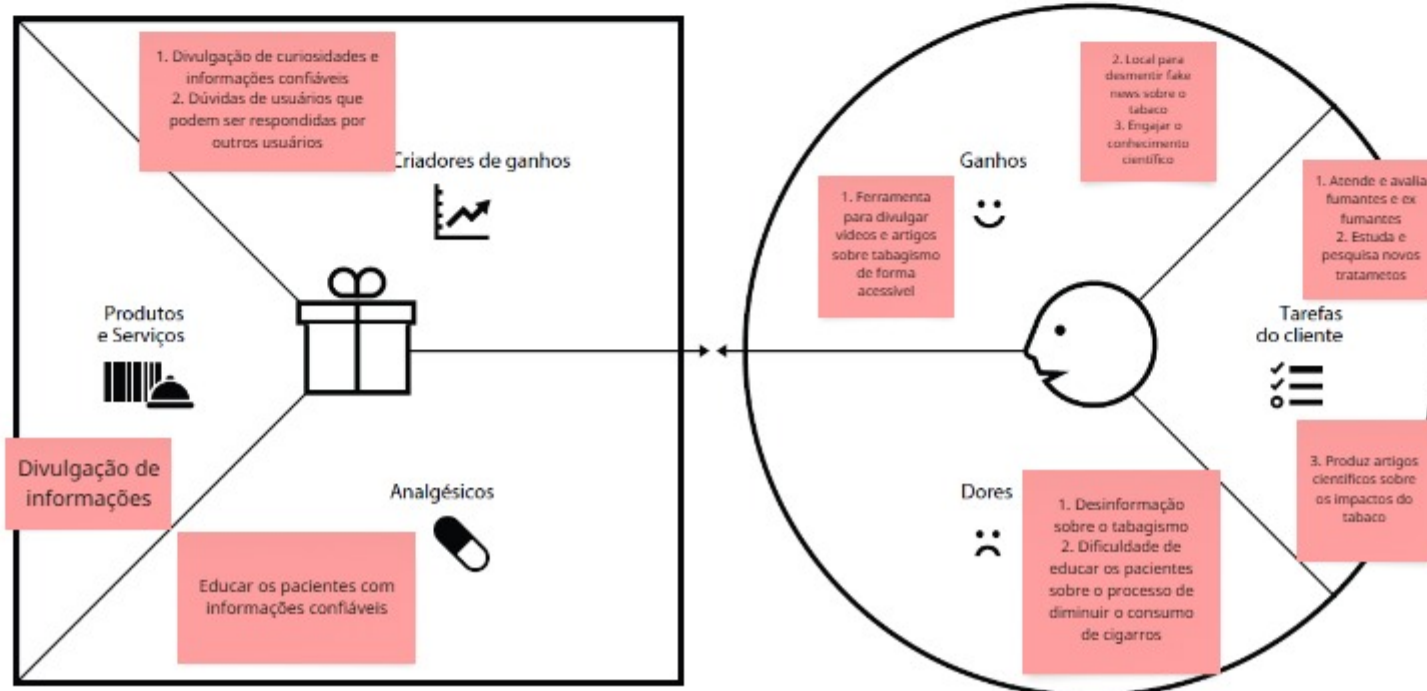 1. Divulgação de curiosidades e
informações confiáveis
2. Dúvidas de usuários que
podem ser respondidas por
outros usuários
Criadores de ganhos
Produtos
e Serviços
Divulgação de
informações
Analgésicos
Educar os pacientes com
informações confiáveis
2. Local para
desmentir fake
news sobre o
tabaco
3. Engajar o
conhecimento
científico
Ganhos
1. Ferramenta
para divulgar
vídeos e artigos
sobre tabagismo
de forma
acessível
1. Atende e avalia
fumantes e ex
fumantes
2. Estuda e
pesquisa novos
tratametos
Tarefas
do cliente
3. Produz artigos
científicos sobre
os impactos do
tabaco
Dores
1. Desinformação
sobre o tabagismo
2. Dificuldade de
educar os pacientes
sobre o processo de
diminuir o consumo
de cigarros